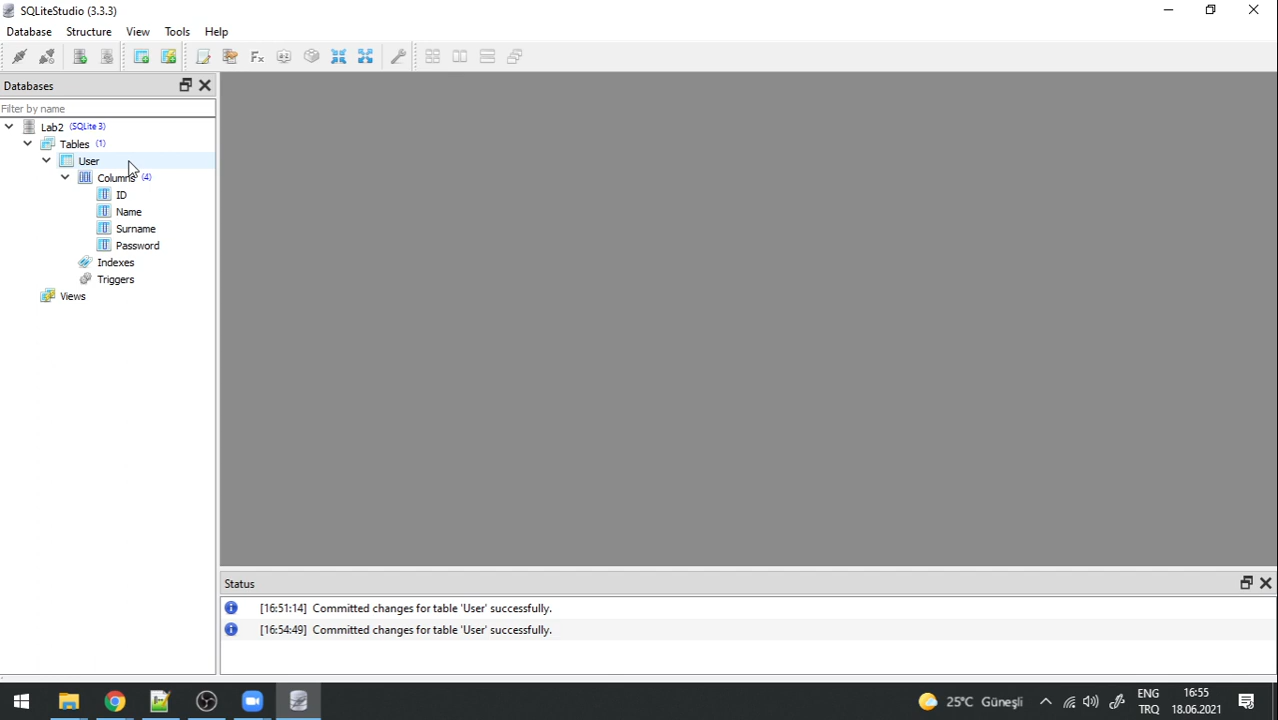 SQLiteStudio (3.3.3)
Database Structure View Tools Help
Databases
Filter by name
Lab2 (SQLite 3)
Tables (1)
User
Columns (4)
ID
Name
Surname
Password
Indexes
Triggers
Views
Status
[16:51:14] Committed changes for table 'User' successfully.
[16:54:49] Committed changes for table 'User' successfully.
25°C Güneşli
ENG
TRQ
16:55
18.06.2021